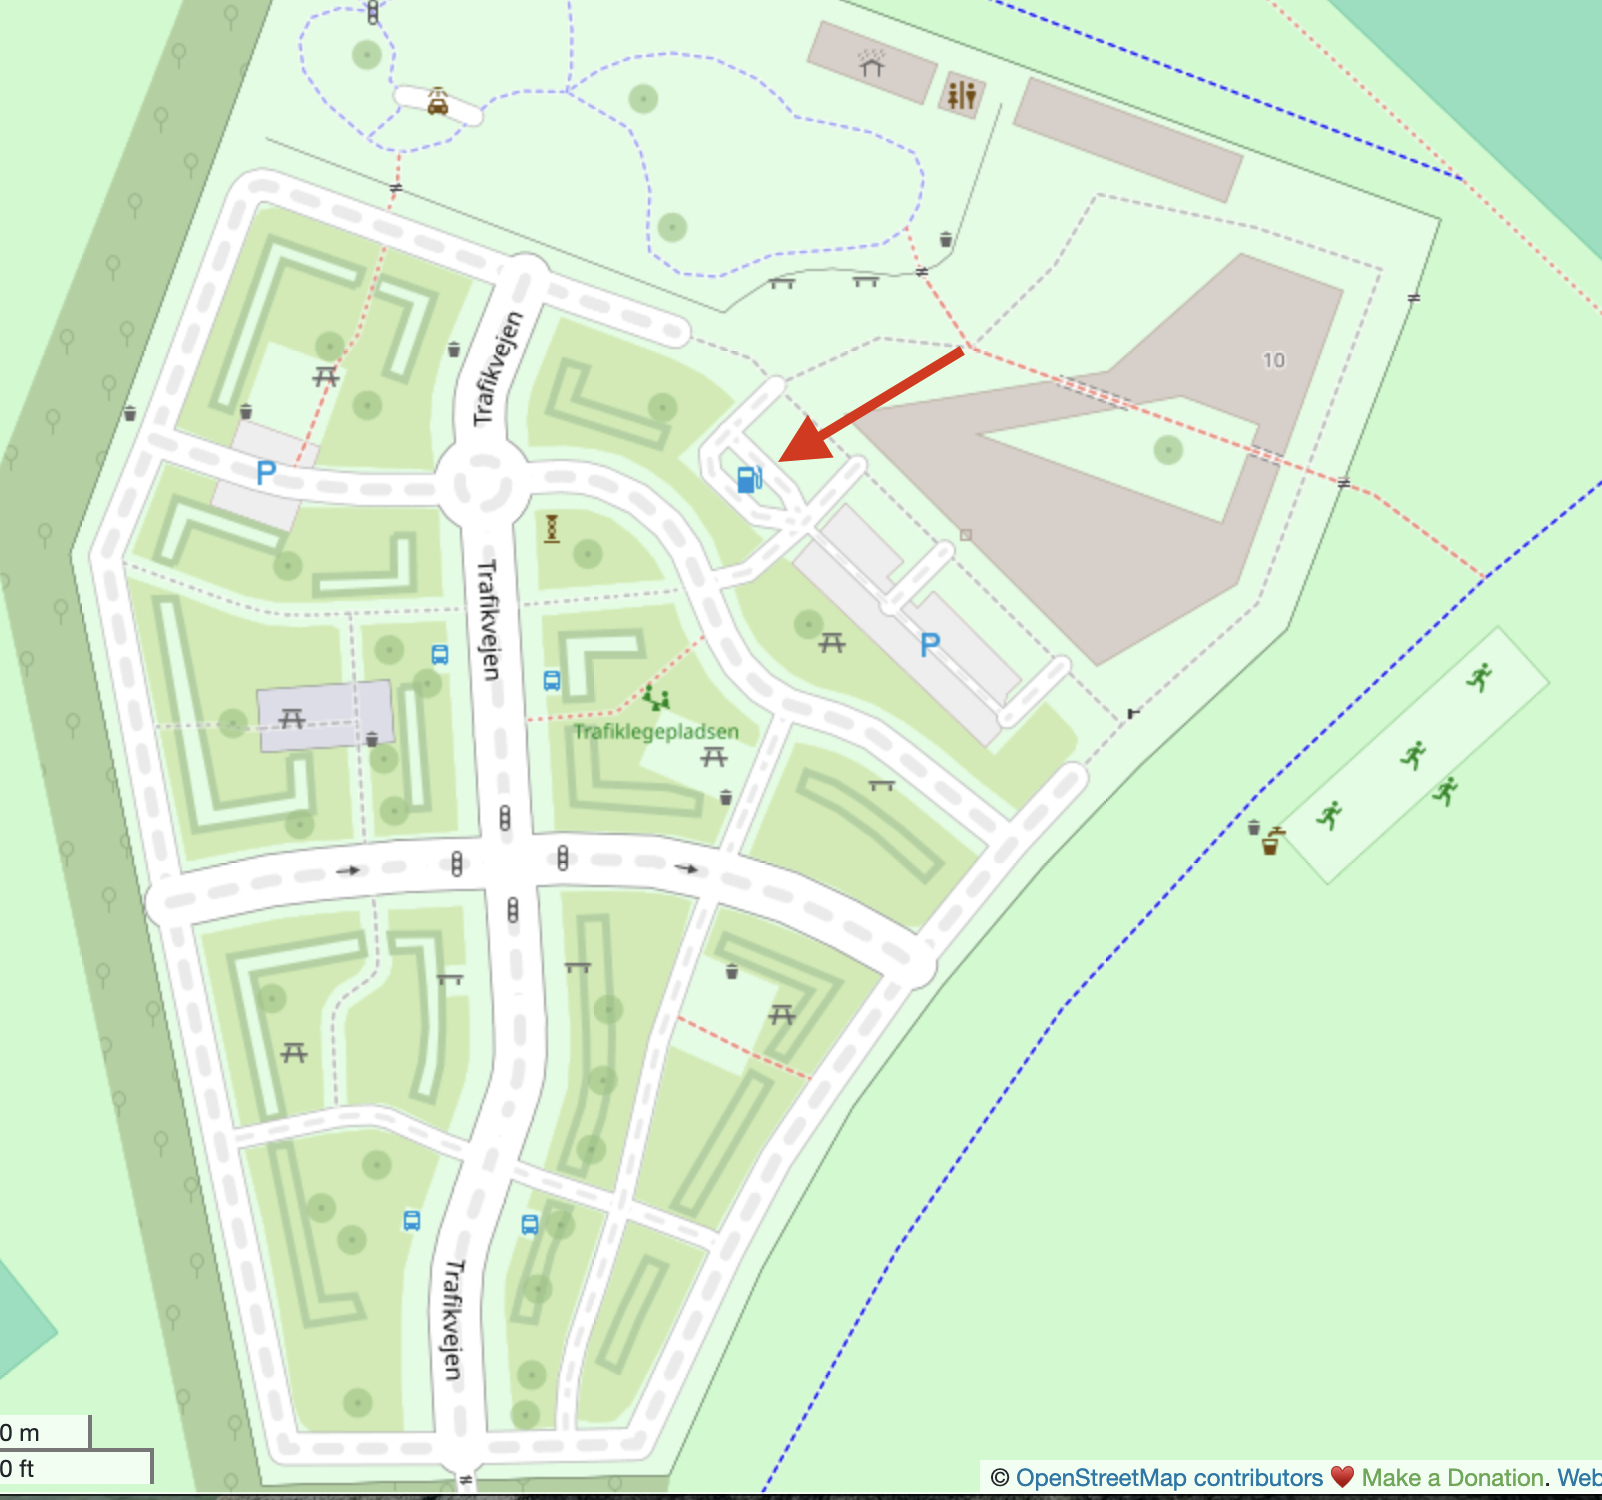 Trafikvejen
10
P
Trafikvejen
P
Trafiklegepladsen
Trafikvejen
0 m
0 ft
© OpenStreetMap contributors ♥ Make a Donation. Web